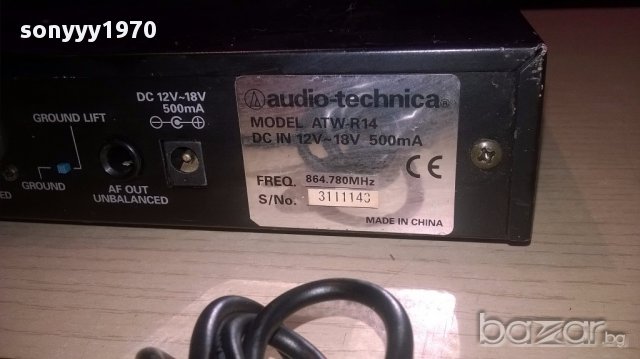 sonyyy1970
DC 12V~18V
500mA
GROUND LIFT
GROUND
AF OUT
UNBALANCED
audio-technica®
MODEL ATW-R14
DC IN 12V~18V 500mA
CE
FREQ. 864.780MHz
S/No. 3111143
MADE IN CHINA
bazar.bg